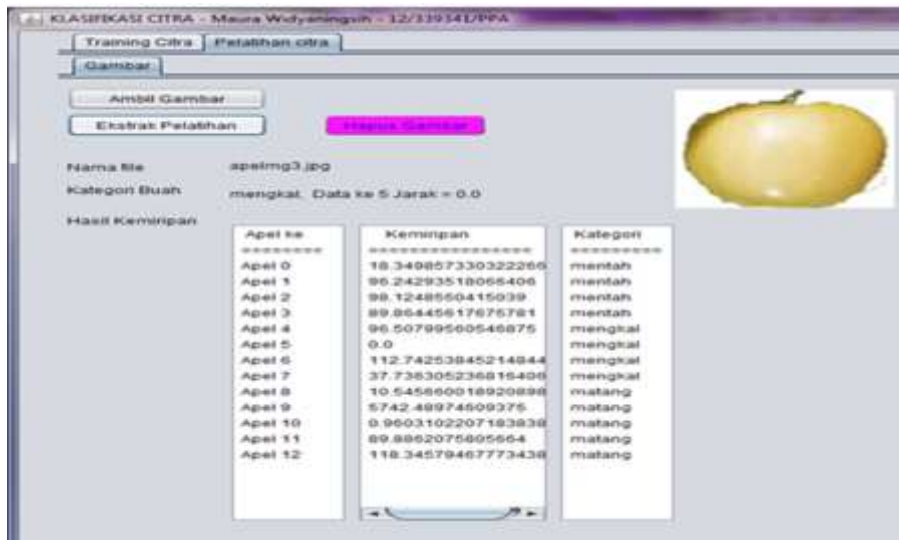 KLASIFIKASI CITRA - Maura Widyaningsih - 12/339341/PPA
Training Citra Pelatihan citra
Gambar
Ambil Gambar
Ekstrak Pelatihan Hapus Gambar
Nama file apelmg3.jpg
Kategori Buah mengkal, Data ke 5 Jarak = 0.0
Hasil Kemiripan
Apel ke Kemiripan Kategori
======== ================ =========
Apel 0 18.349857330322266 mentah
Apel 1 96.24293518066406 mentah
Apel 2 98.1248550415039 mentah
Apel 3 89.86445617675781 mentah
Apel 4 96.50799560546875 mengkal
Apel 5 0.0 mengkal
Apel 6 112.74253845214844 mengkal
Apel 7 37.736305236816406 mengkal
Apel 8 10.545660018920898 matang
Apel 9 5742.48974609375 matang
Apel 10 0.9603102207183838 matang
Apel 11 89.8862075805664 matang
Apel 12 118.34579467773438 matang